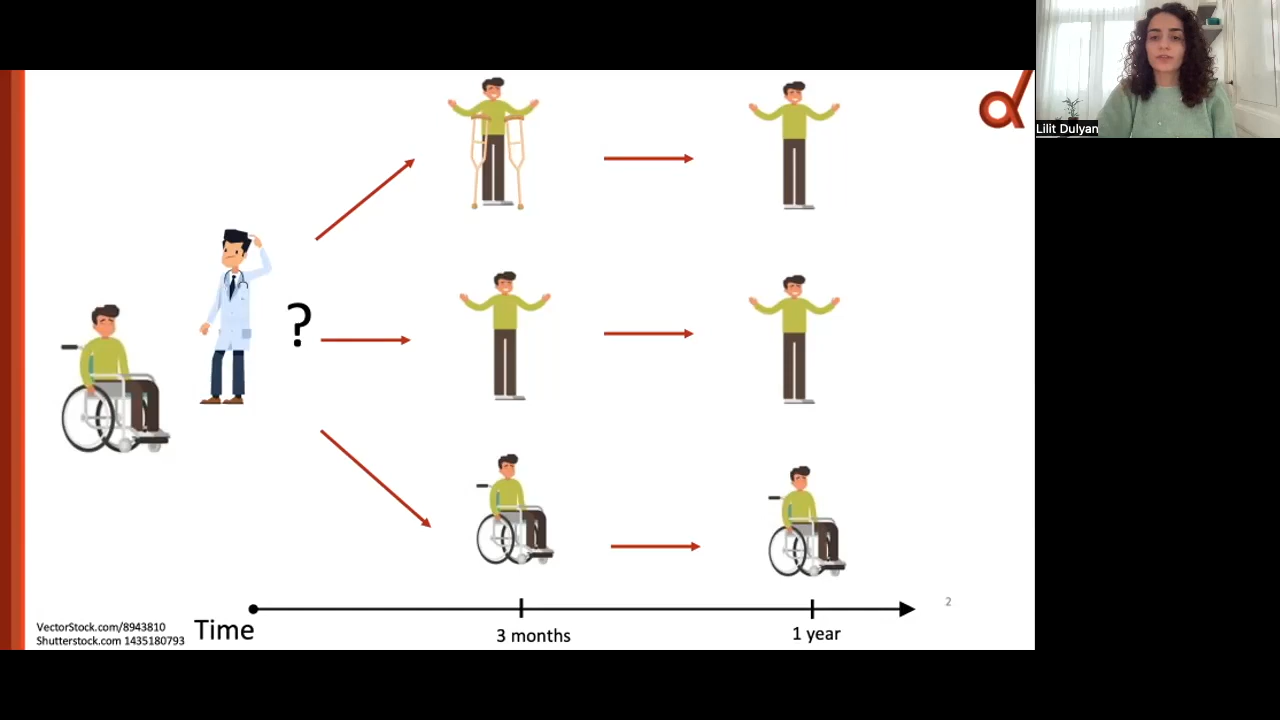 Lilit Dulyan
?
2
VectorStock.com/8943810
Shutterstock.com 1435180793
Time
3 months
1 year